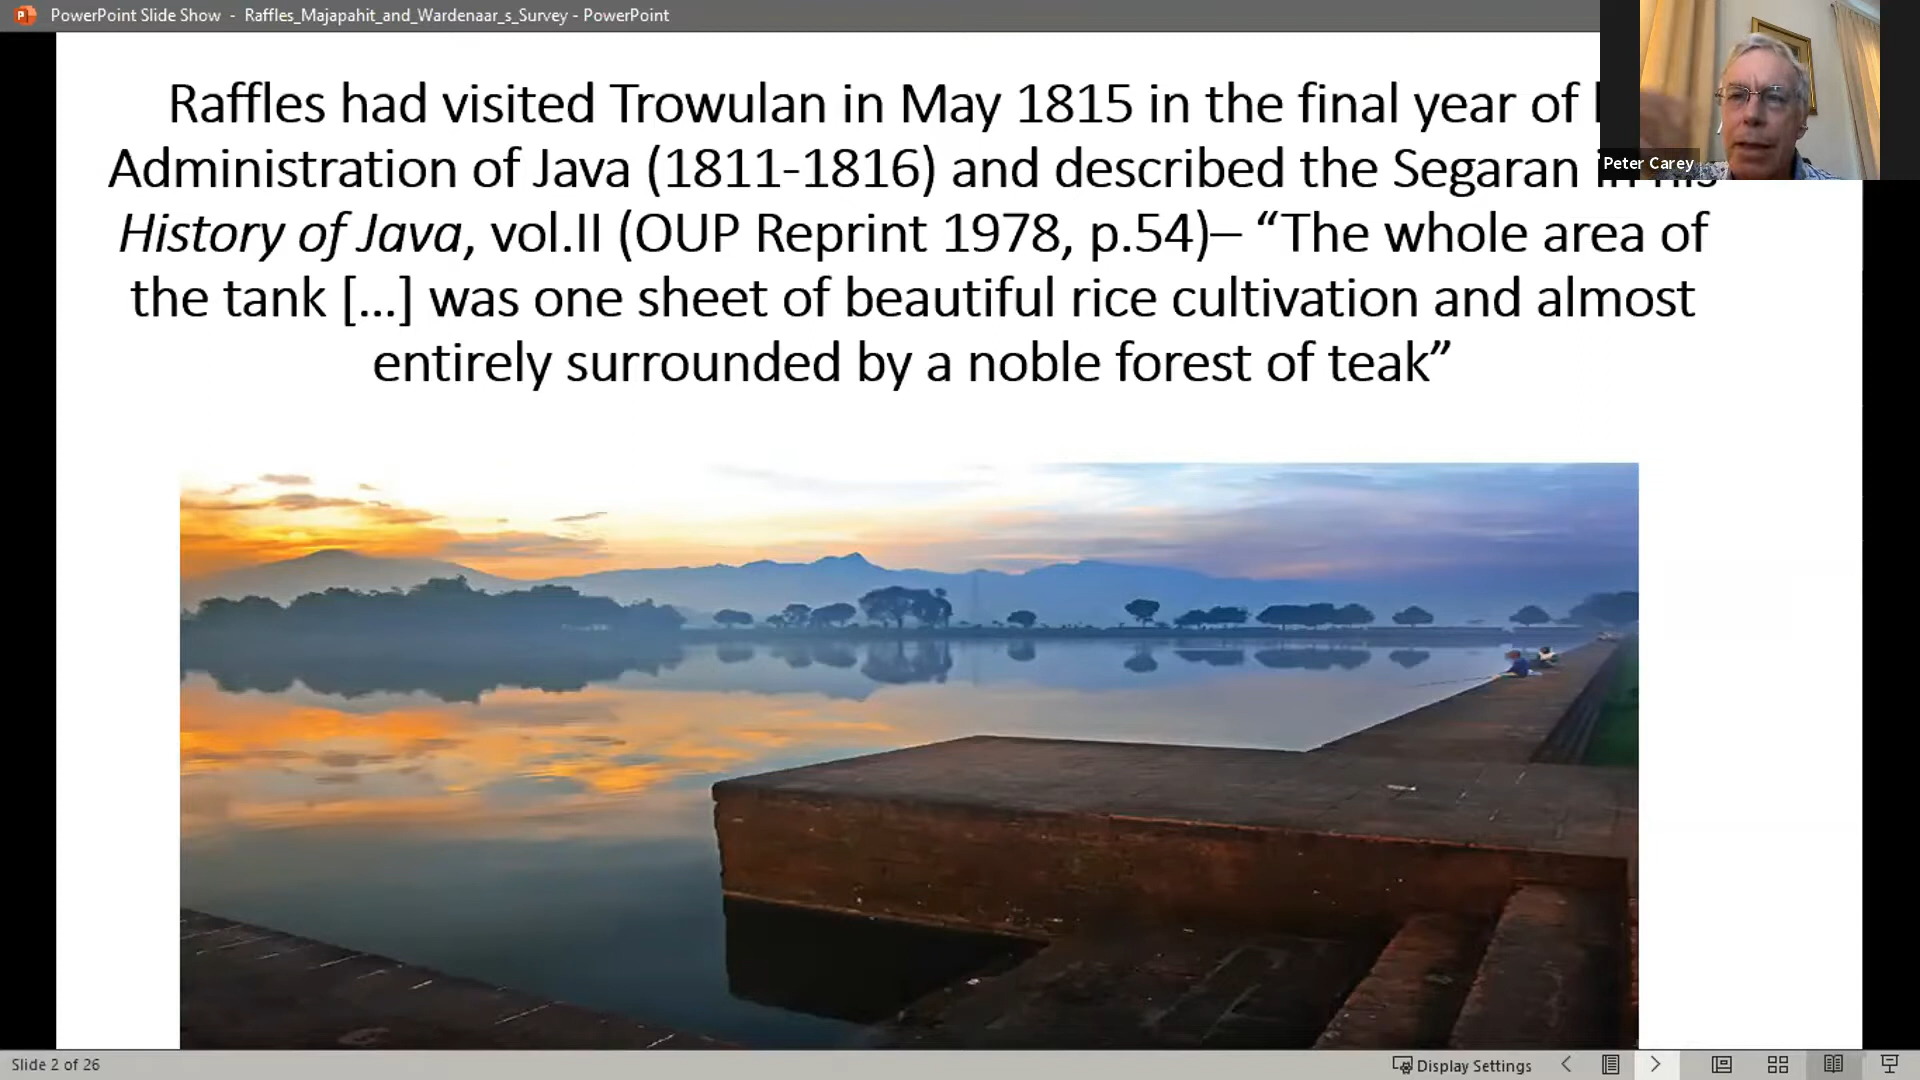 PowerPoint Slide Show - Raffles_Majapahit_and_Wardenaar_s_Survey - PowerPoint
Raffles had visited Trowulan in May 1815 in the final year of
Administration of Java (1811-1816) and described the Segaran in his
History of Java, vol.II (OUP Reprint 1978, p.54)– “The whole area of
the tank [...] was one sheet of beautiful rice cultivation and almost
entirely surrounded by a noble forest of teak”
Peter Carey
Slide 2 of 26
Display Settings